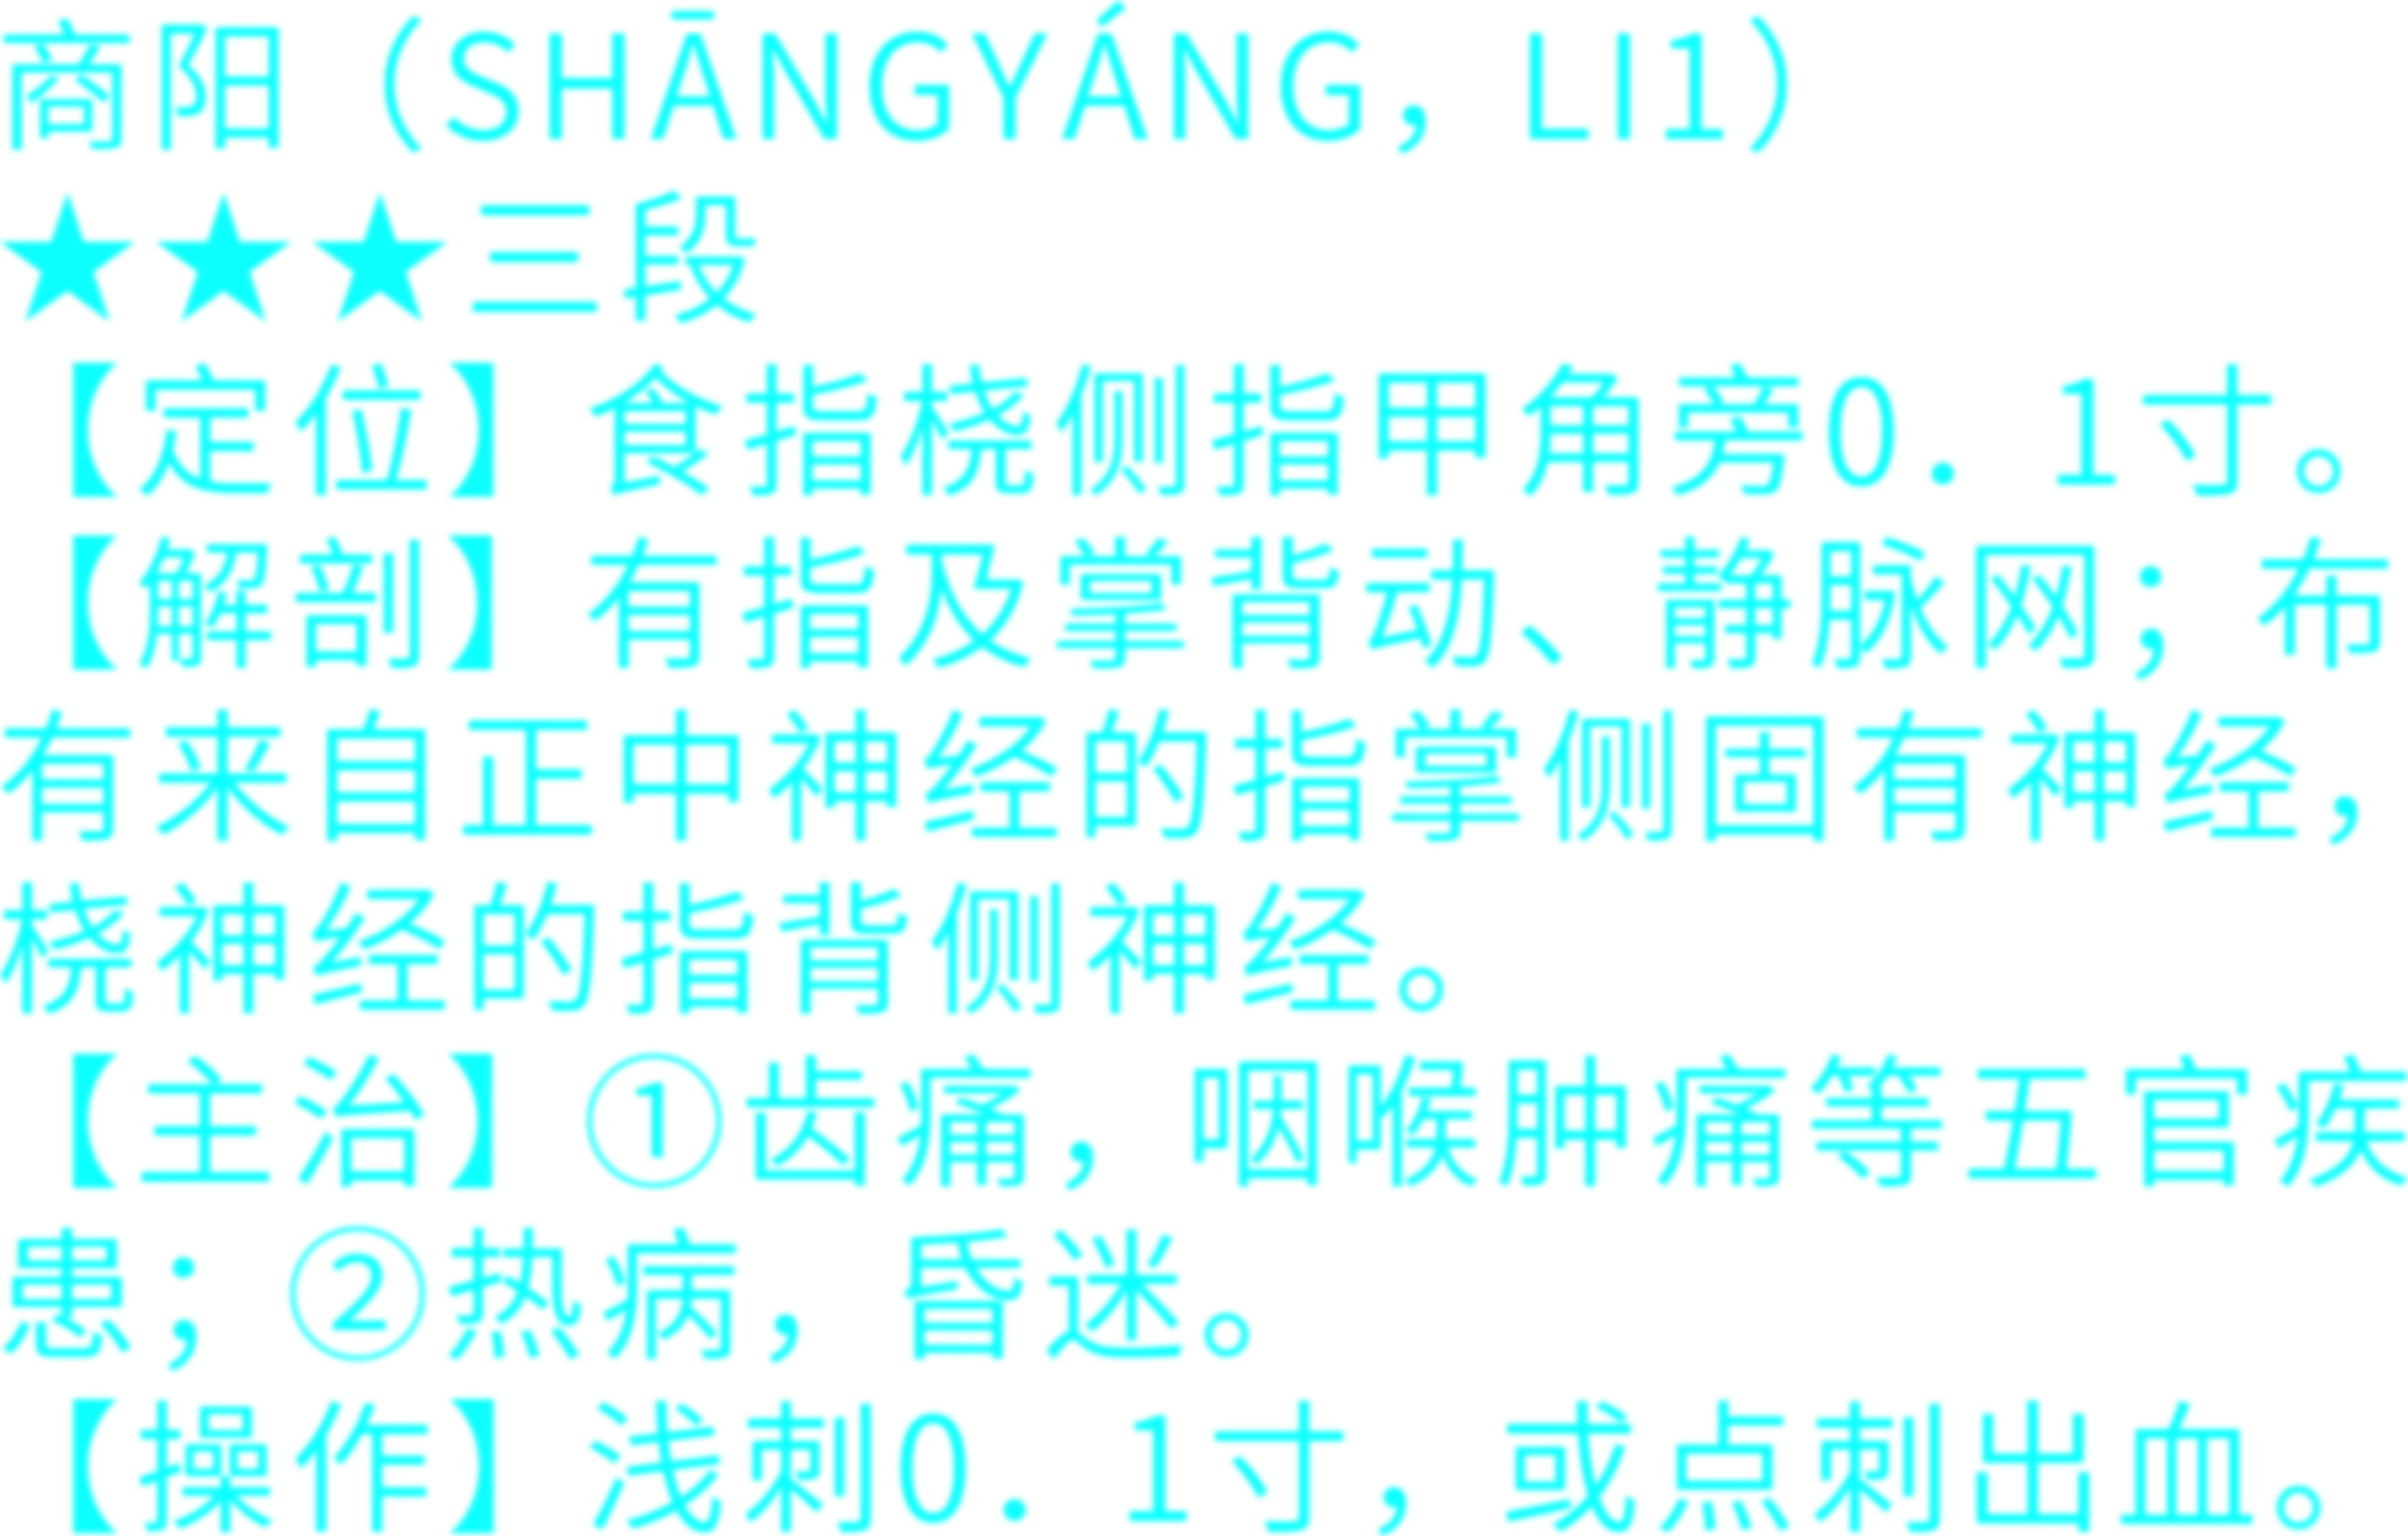 商阳（SHĀNGYÁNG，LI1）
★★★三段
【定位】食指桡侧指甲角旁0．1寸。
【解剖】有指及掌背动、静脉网；布
有来自正中神经的指掌侧固有神经，
桡神经的指背侧神经。
【主治】①齿痛，咽喉肿痛等五官疾
患；②热病，昏迷。
【操作】浅刺0．1寸，或点刺出血。